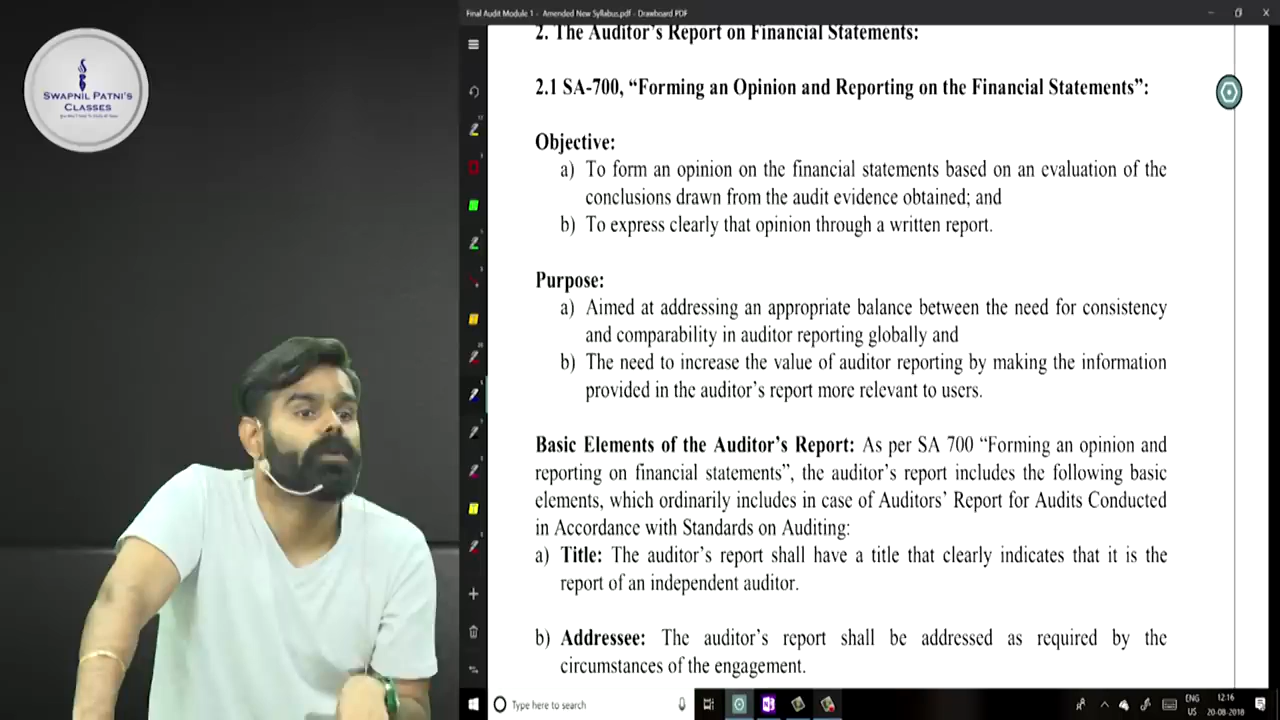 Final Audit Module 1 - Amended New Syllabus.pdf - Drawboard PDF
SWAPNIL PATNI'S
CLASSES
2. The Auditor's Report on Financial Statements:
2.1 SA-700, “Forming an Opinion and Reporting on the Financial Statements”:
Objective:
a) To form an opinion on the financial statements based on an evaluation of the
conclusions drawn from the audit evidence obtained; and
b) To express clearly that opinion through a written report.
Purpose:
a) Aimed at addressing an appropriate balance between the need for consistency
and comparability in auditor reporting globally and
b) The need to increase the value of auditor reporting by making the information
provided in the auditor's report more relevant to users.
Basic Elements of the Auditor's Report: As per SA 700 “Forming an opinion and
reporting on financial statements”, the auditor's report includes the following basic
elements, which ordinarily includes in case of Auditors' Report for Audits Conducted
in Accordance with Standards on Auditing:
a) Title: The auditor's report shall have a title that clearly indicates that it is the
report of an independent auditor.
b) Addressee: The auditor's report shall be addressed as required by the
circumstances of the engagement.
Type here to search
ENG
US
12:16
20-08-2018